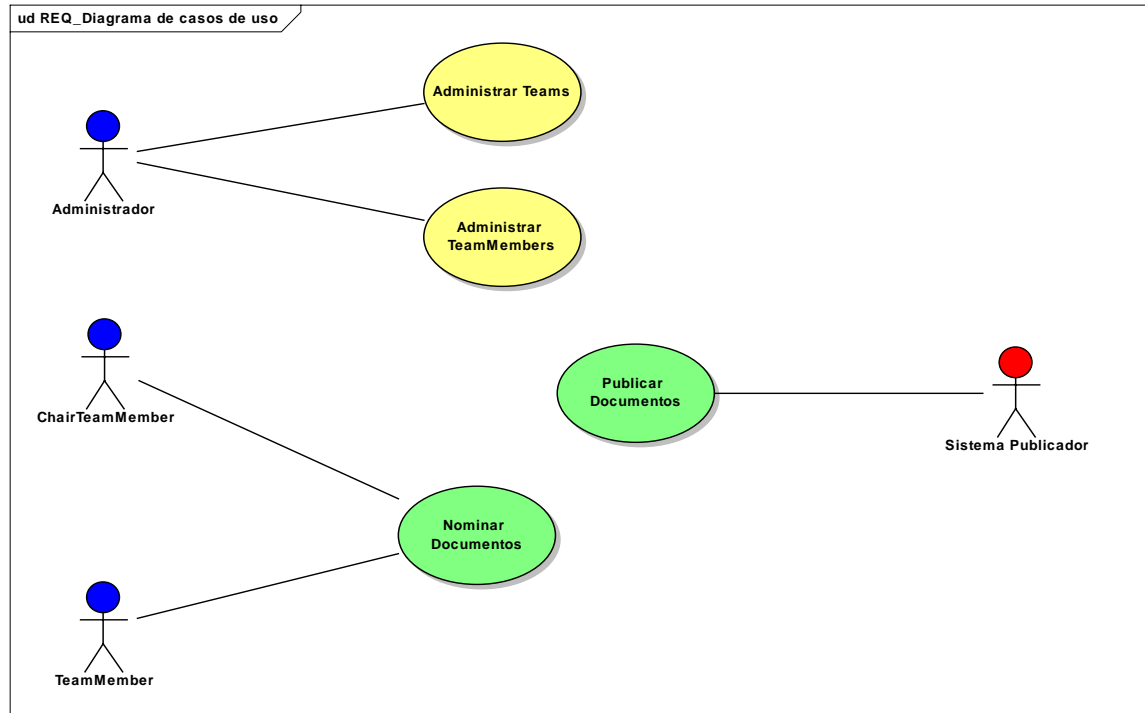 ud REQ_Diagrama de casos de uso
Administrar Teams
Administrador
Administrar
TeamMembers
ChairTeamMember
Publicar
Documentos
Sistema Publicador
Nominar
Documentos
TeamMember